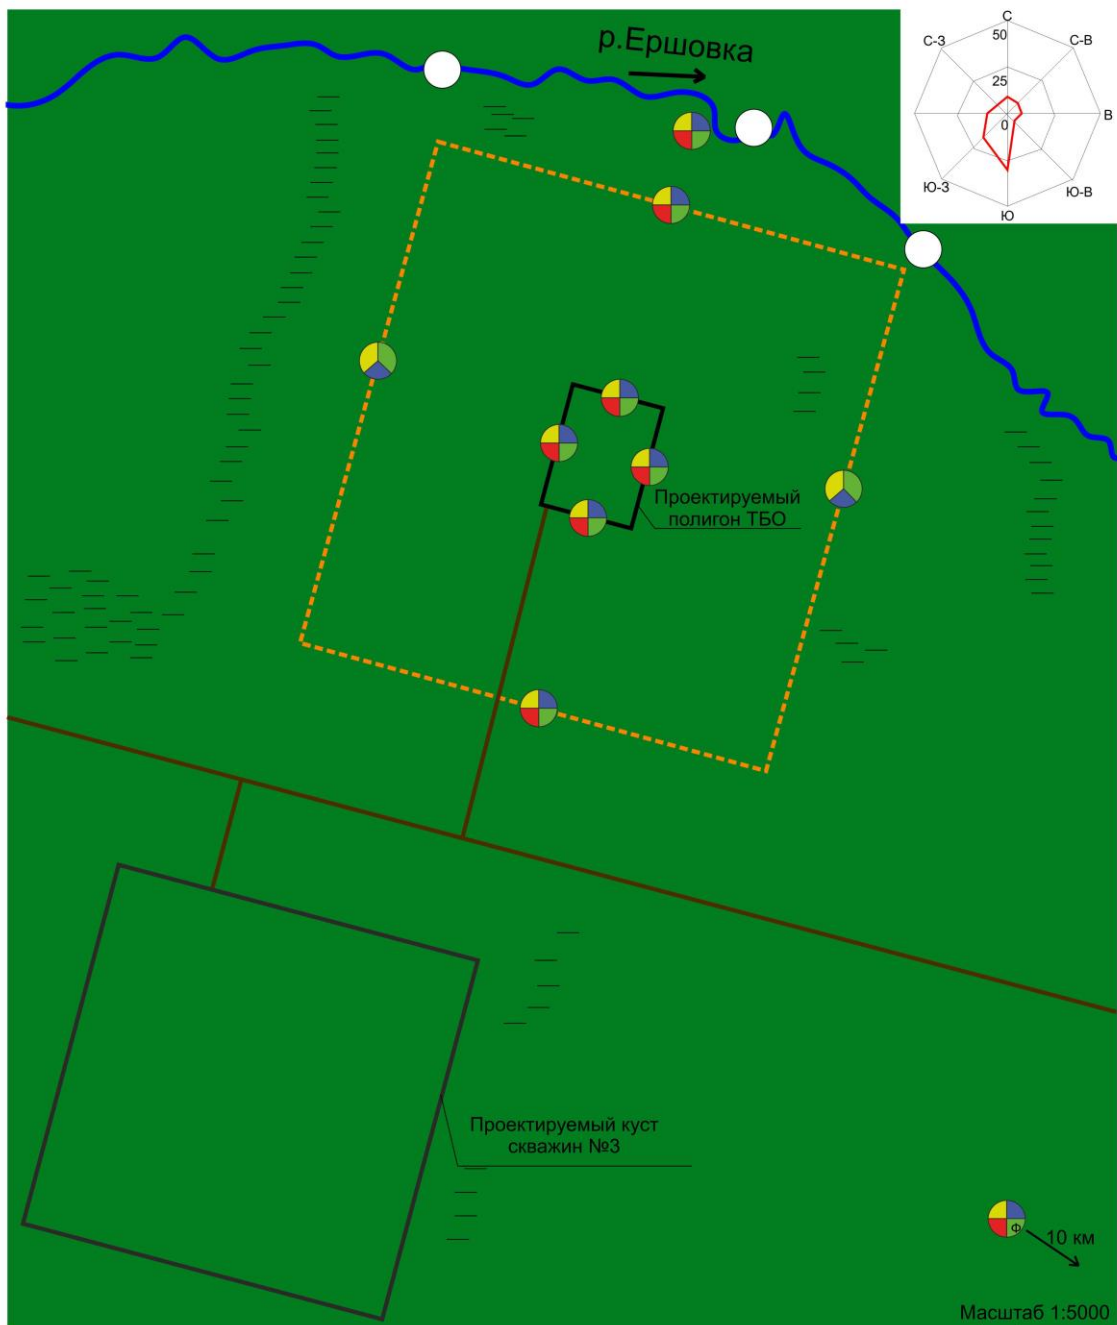 р.Ершовка
С
50
С-З
С-В
25
В
0
Ю-З
Ю-В
Ю
Проектируемый
полигон ТБО
Проектируемый куст
скважин №3
Ф
10 км
Масштаб 1:5000